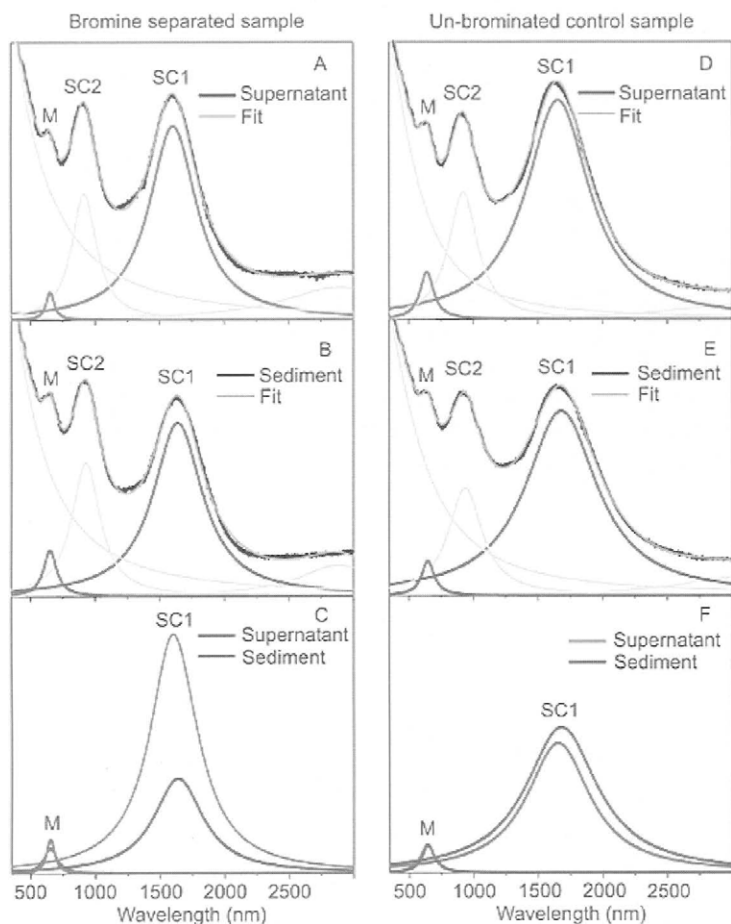 Bromine separated sample
Un-brominated control sample
A
M
SC2
SC1
Supernatant
Fit
D
M
SC2
SC1
Supernatant
Fit
B
M
SC2
SC1
Sediment
Fit
E
M
SC2
SC1
Sediment
Fit
C
SC1
Supernatant
Sediment
M
F
Supernatant
Sediment
SC1
M
500 1000 1500 2000 2500
500 1000 1500 2000 2500
Wavelength (nm)
Wavelength (nm)